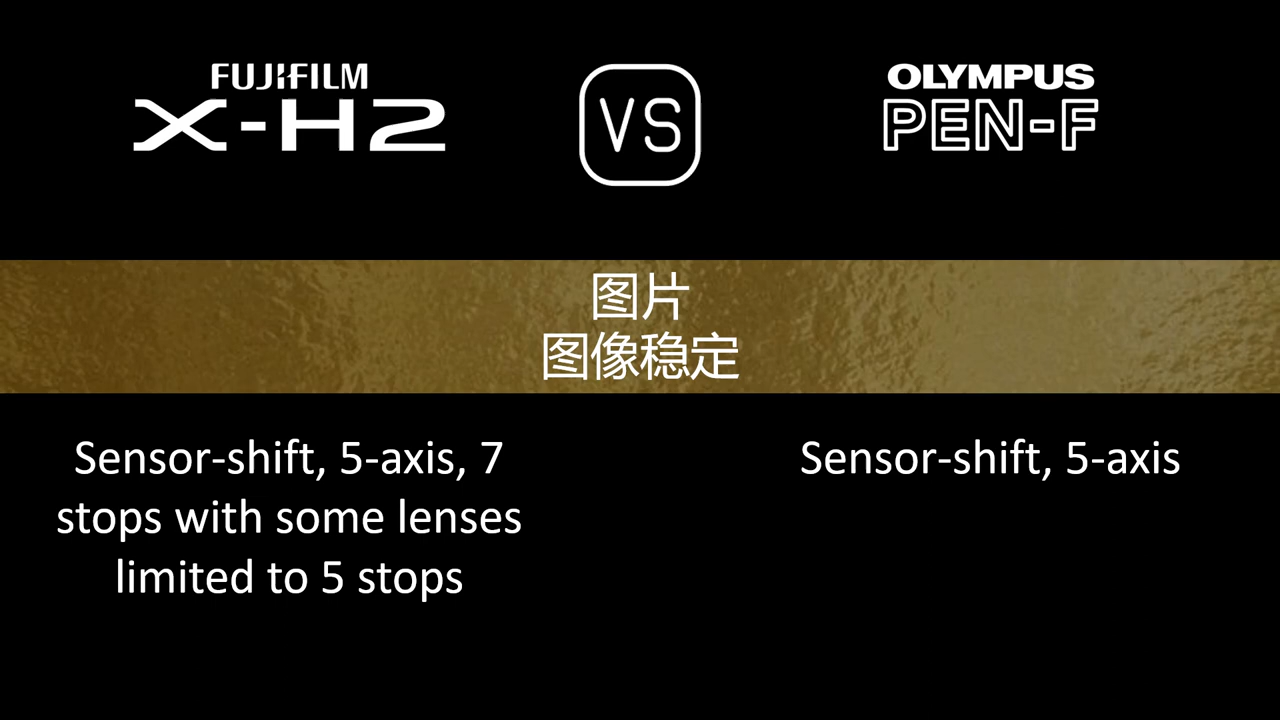 FUJIFILM
X-H2
VS
OLYMPUS
PEN-F
图片
图像稳定
Sensor-shift, 5-axis, 7
stops with some lenses
limited to 5 stops
Sensor-shift, 5-axis